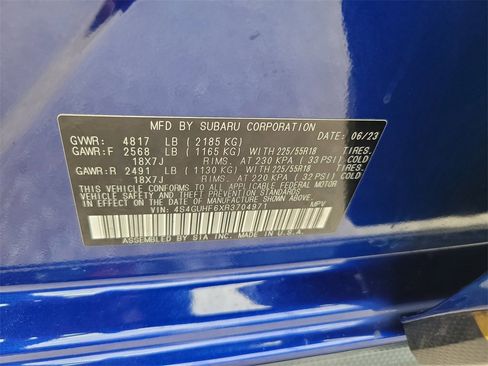 MFD BY SUBARU CORPORATION DATE: 06/23
GVWR: 4817 LB ( 2185 KG)
GAWR:F 2568 LB ( 1165 KG) WITH 225/55R18 TIRES,
18X7J RIMS, AT 230 KPA ( 33 PSI) COLD
GAWR:R 2491 LB ( 1130 KG) WITH 225/55R18 TIRES,
18X7J RIMS, AT 220 KPA ( 32 PSI) COLD
THIS VEHICLE CONFORMS TO ALL APPLICABLE FEDERAL MOTOR
VEHICLE SAFETY AND THEFT PREVENTION STANDARDS IN EFFECT
ON THE DATE OF MANUFACTURE SHOWN ABOVE.
VIN: 4S4GUHF6XR3704971 MPV
ASSEMBLED BY SIA INC. MADE IN U.S.A.